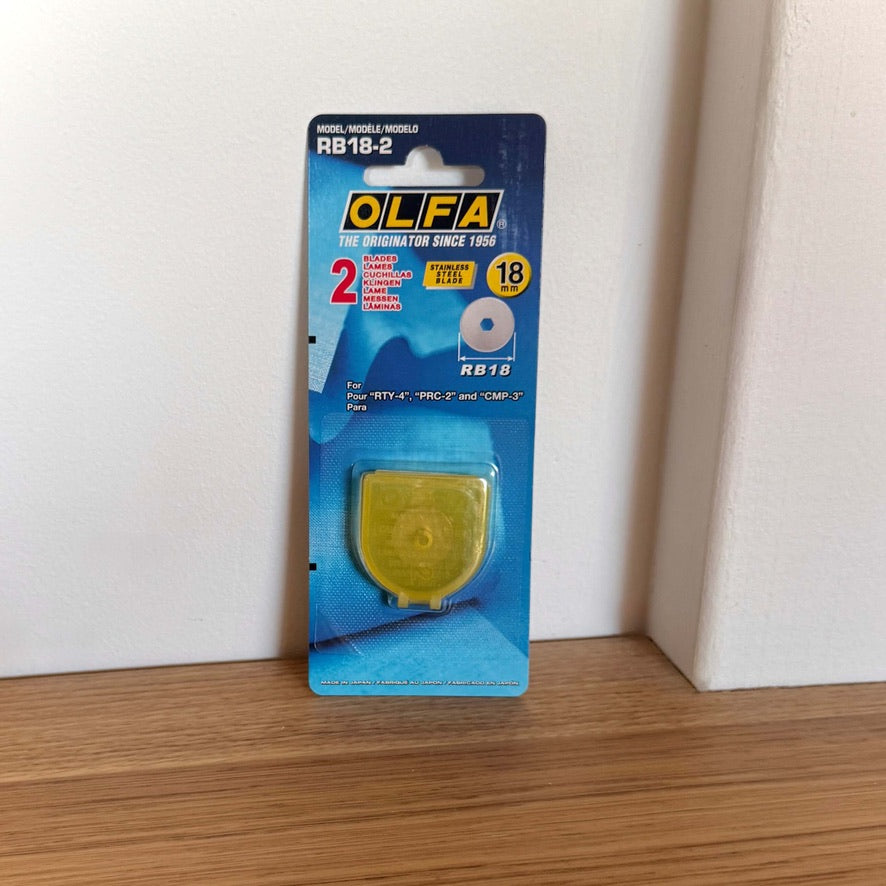 MODEL/MODÈLE/MODELO
RB18-2
OLFA®
THE ORIGINATOR SINCE 1956
2
BLADES
LAMES
CUCHILLAS
KLINGEN
LAME
MESSEN
LÂMINAS
STAINLESS
STEEL
BLADE
18
mm
RB18
For
Pour "RTY-4", "PRC-2" and "CMP-3"
Para
MADE IN JAPAN / FABRIQUÉ AU JAPON / FABRICADO EN JAPÓN